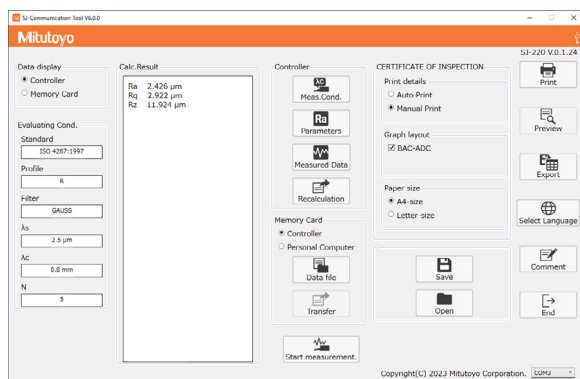 SJ-Communication-Tool V6.0.0
Mitutoyo
SJ-220 V.0.1.24
Data display
Controller
Memory Card
Evaluating Cond.
Standard
ISO 4287:1997
Profile
R
Filter
GAUSS
λs
2.5 μm
λc
0.8 mm
N
5
Calc.Result
Ra 2.426 μm
Rq 2.922 μm
Rz 11.924 μm
Controller
λC
Meas.Cond.
Ra
Parameters
Measured Data
Recalculation
Memory Card
Controller
Personal Computer
Data file
Transfer
Start measurement.
CERTIFICATE OF INSPECTION
Print details
Auto Print
Manual Print
Graph layout
BAC-ADC
Paper size
A4-size
Letter-size
Save
Open
Print
Preview
Export
Select Language
Comment
End
Copyright(C) 2023 Mitutoyo Corporation. COM3